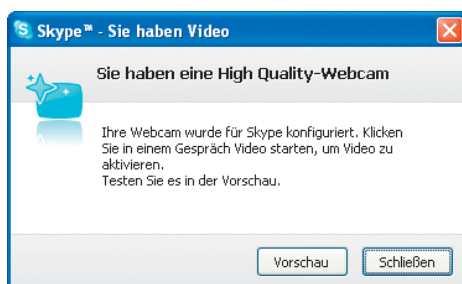 Skype™ - Sie haben Video
Sie haben eine High Quality-Webcam
Ihre Webcam wurde für Skype konfiguriert. Klicken
Sie in einem Gespräch Video starten, um Video zu
aktivieren.
Testen Sie es in der Vorschau.
Vorschau Schließen